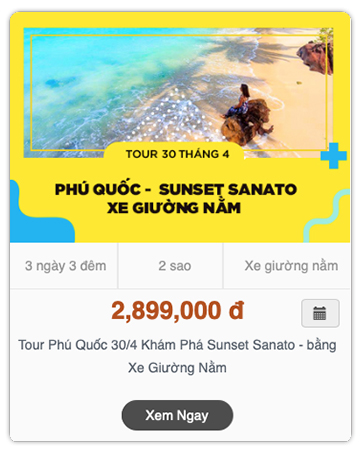 TOUR 30 THÁNG 4
PHÚ QUỐC - SUNSET SANATO
XE GIƯỜNG NẰM
3 ngày 3 đêm
2 sao
Xe giường nằm
2,899,000 đ
Tour Phú Quốc 30/4 Khám Phá Sunset Sanato - bằng
Xe Giường Nằm
Xem Ngay